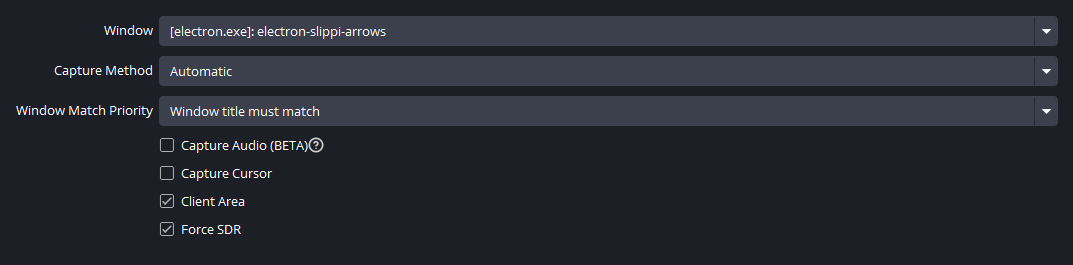 Window [electron.exe]: electron-slippi-arrows
Capture Method Automatic
Window Match Priority Window title must match
Capture Audio (BETA)?
Capture Cursor
Client Area
Force SDR